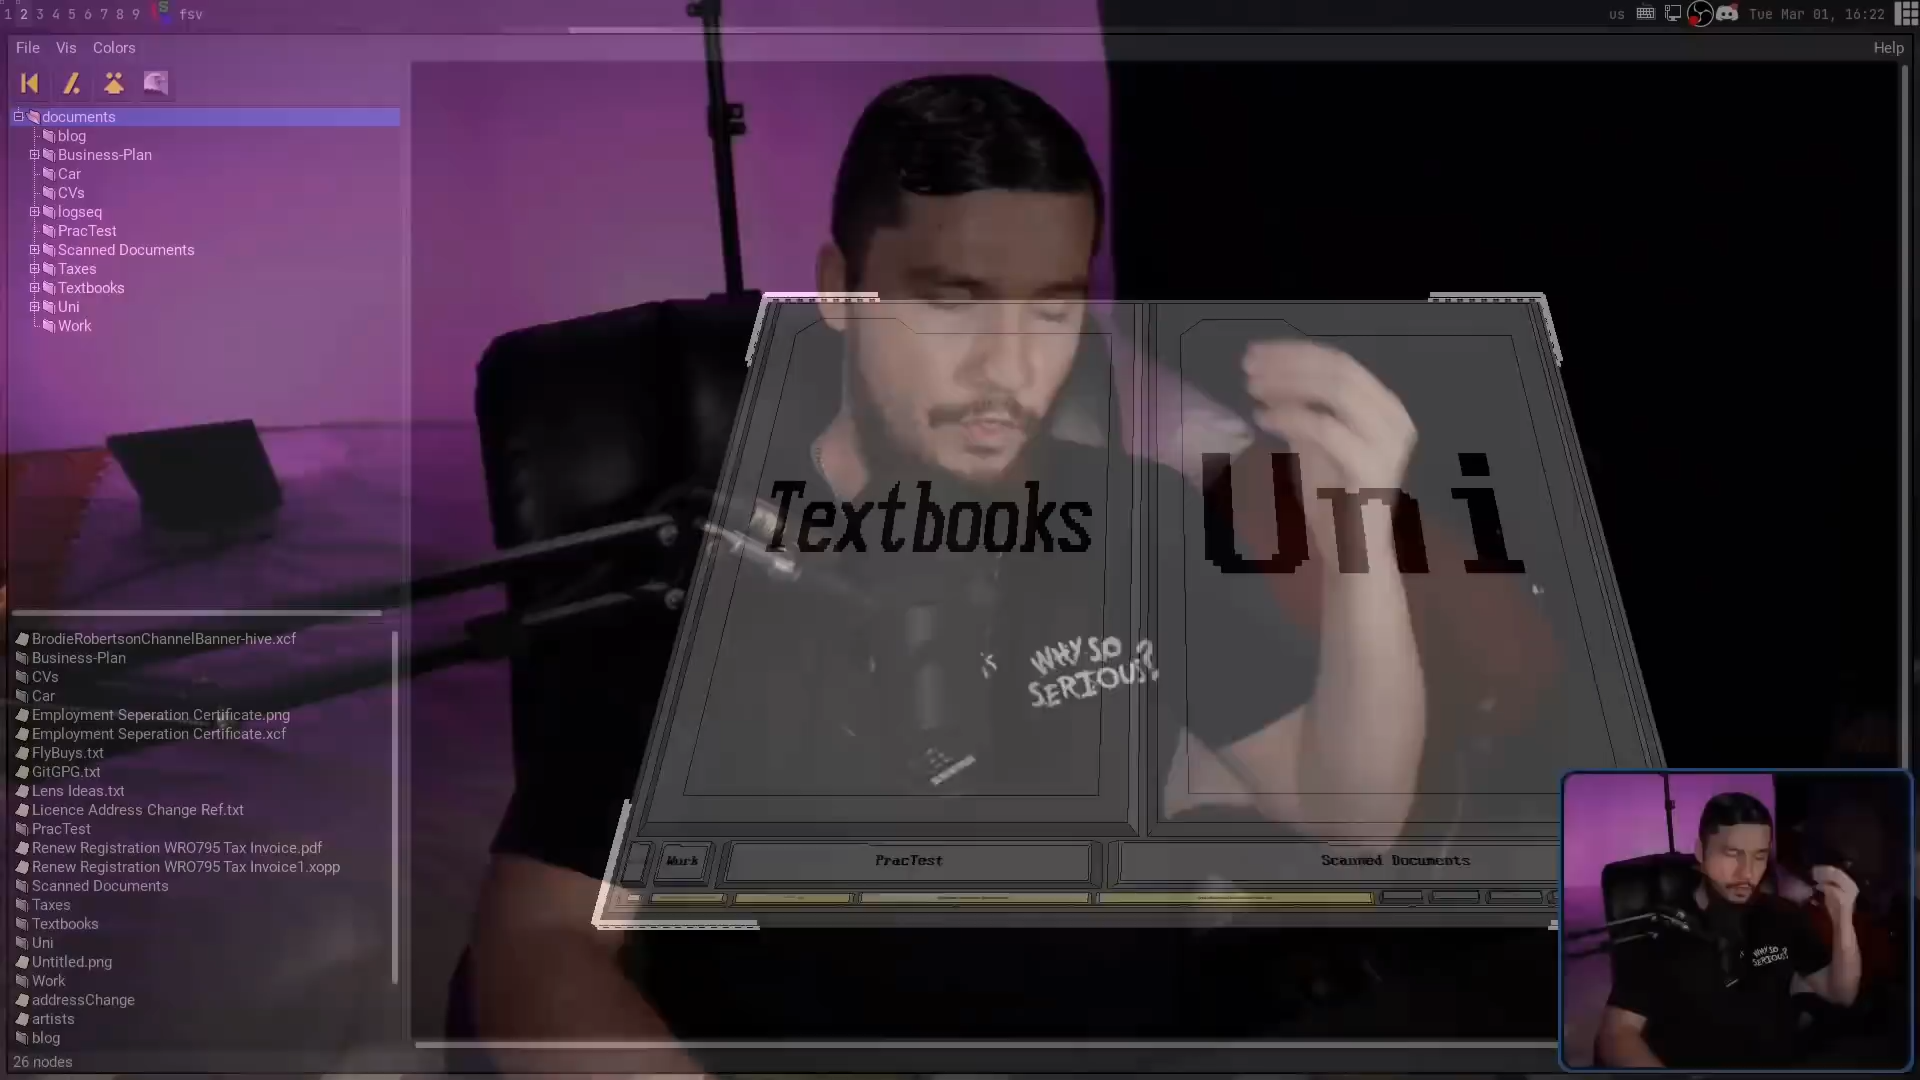 1 2 3 4 5 6 7 8 9 fsv us Tue Mar 01, 16:22
File Vis Colors Help
documents
blog
Business-Plan
Car
CVs
logseq
PracTest
Scanned Documents
Taxes
Textbooks
Uni
Work
Textbooks Uni
WHY SO
SERIOUS?
Work PracTest Scanned Documents
BrodieRobertsonChannelBanner-hive.xcf
Business-Plan
CVs
Car
Employment Seperation Certificate.png
Employment Seperation Certificate.xcf
FlyBuys.txt
GitGPG.txt
Lens Ideas.txt
Licence Address Change Ref.txt
PracTest
Renew Registration WRO795 Tax Invoice.pdf
Renew Registration WRO795 Tax Invoice1.xopp
Scanned Documents
Taxes
Textbooks
Uni
Untitled.png
Work
addressChange
artists
blog
26 nodes
WHY SO
SERIOUS?